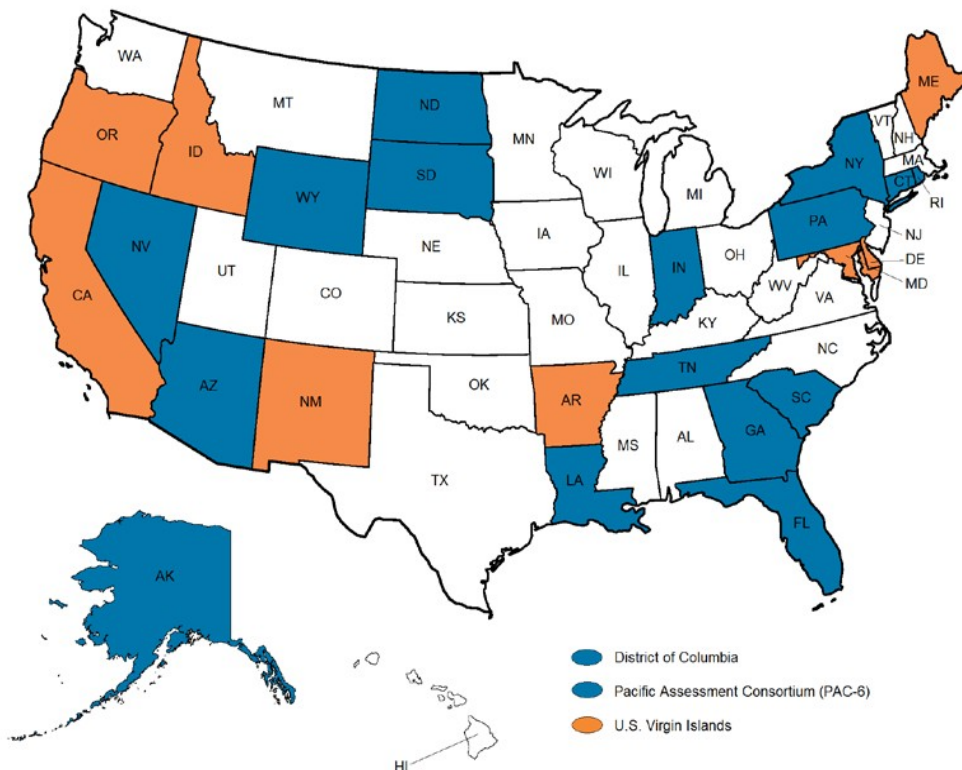 WA
MT
ND
MN
ME
OR
ID
WY
SD
WI
MI
VT
NH
NY
MA
CT
RI
NV
UT
NE
IA
PA
NJ
CA
CO
KS
MO
IL
IN
OH
WV
VA
DE
MD
KY
NC
AZ
NM
OK
AR
TN
SC
TX
LA
MS
AL
GA
FL
AK
HI
District of Columbia
Pacific Assessment Consortium (PAC-6)
U.S. Virgin Islands